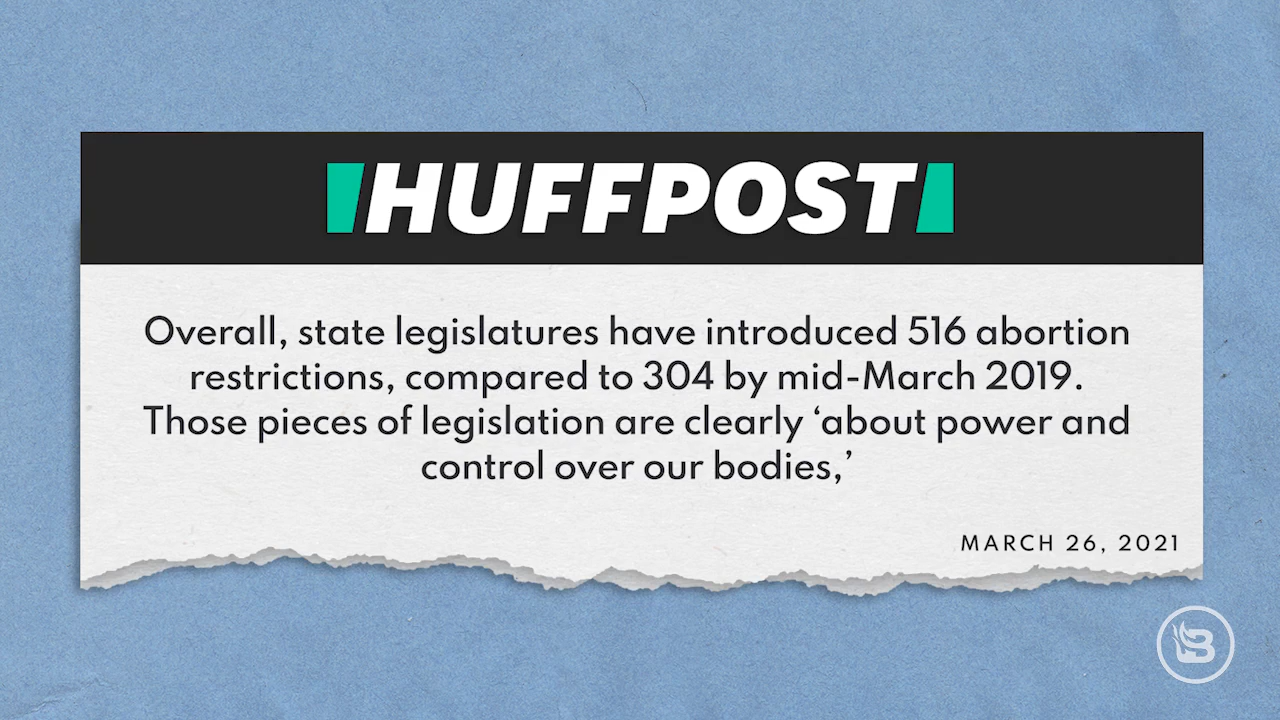 HUFFPOST
Overall, state legislatures have introduced 516 abortion
restrictions, compared to 304 by mid-March 2019.
Those pieces of legislation are clearly ‘about power and
control over our bodies,’
MARCH 26, 2021
B